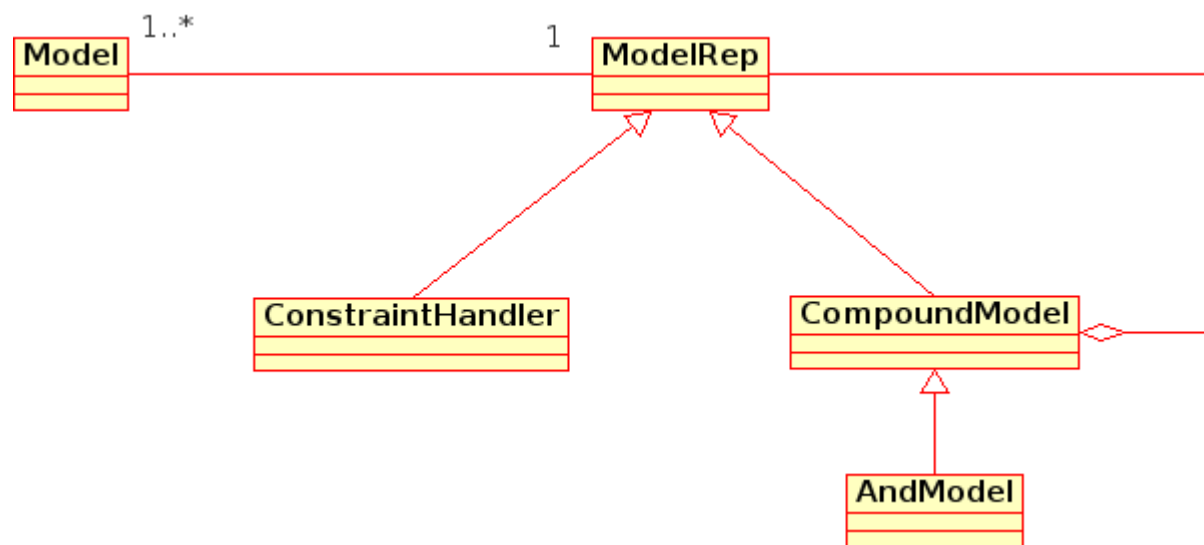 1..*
1
Model
ModelRep
ConstraintHandler
CompoundModel
AndModel